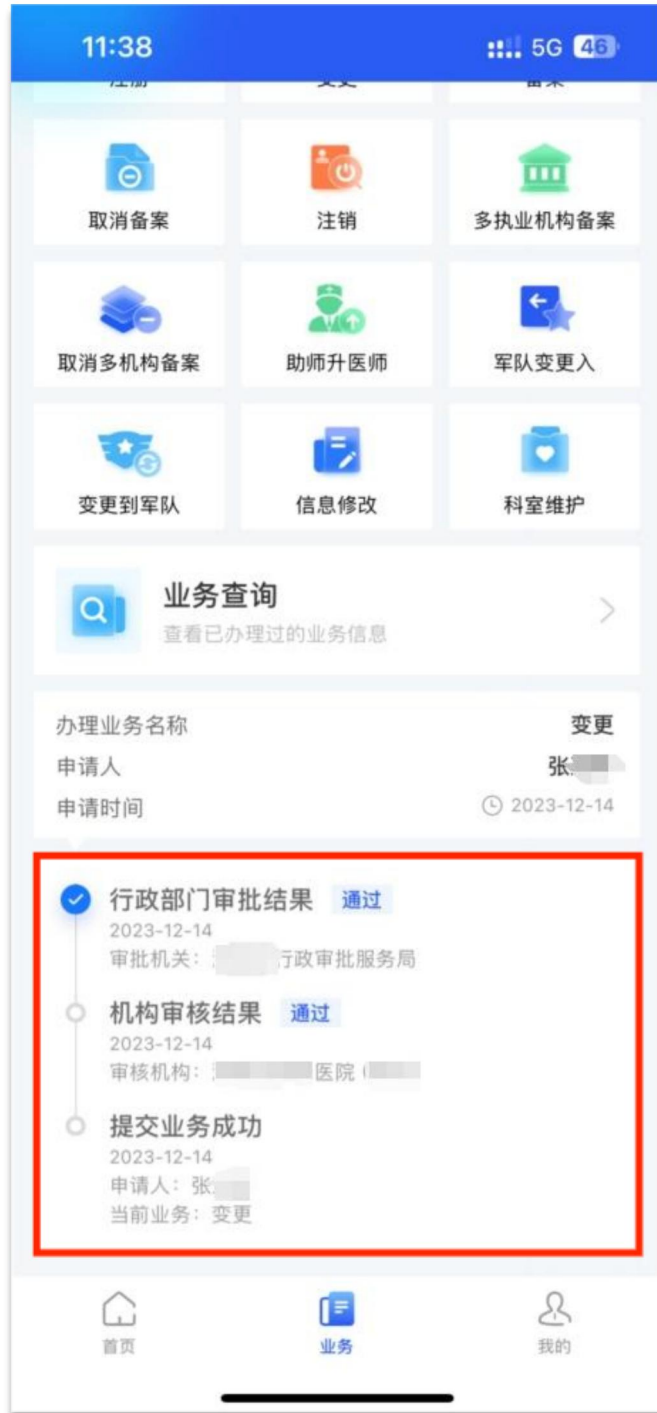 11:38
5G 46
注册 变更 备案
取消备案 注销 多执业机构备案
取消多机构备案 助师升医师 军队变更入
变更到军队 信息修改 科室维护
业务查询
查看已办理过的业务信息
办理业务名称 变更
申请人 张
申请时间 2023-12-14
行政部门审批结果 通过
2023-12-14
审批机关: 行政审批服务局
机构审核结果 通过
2023-12-14
审核机构: 医院 (
提交业务成功
2023-12-14
申请人: 张
当前业务: 变更
首页 业务 我的